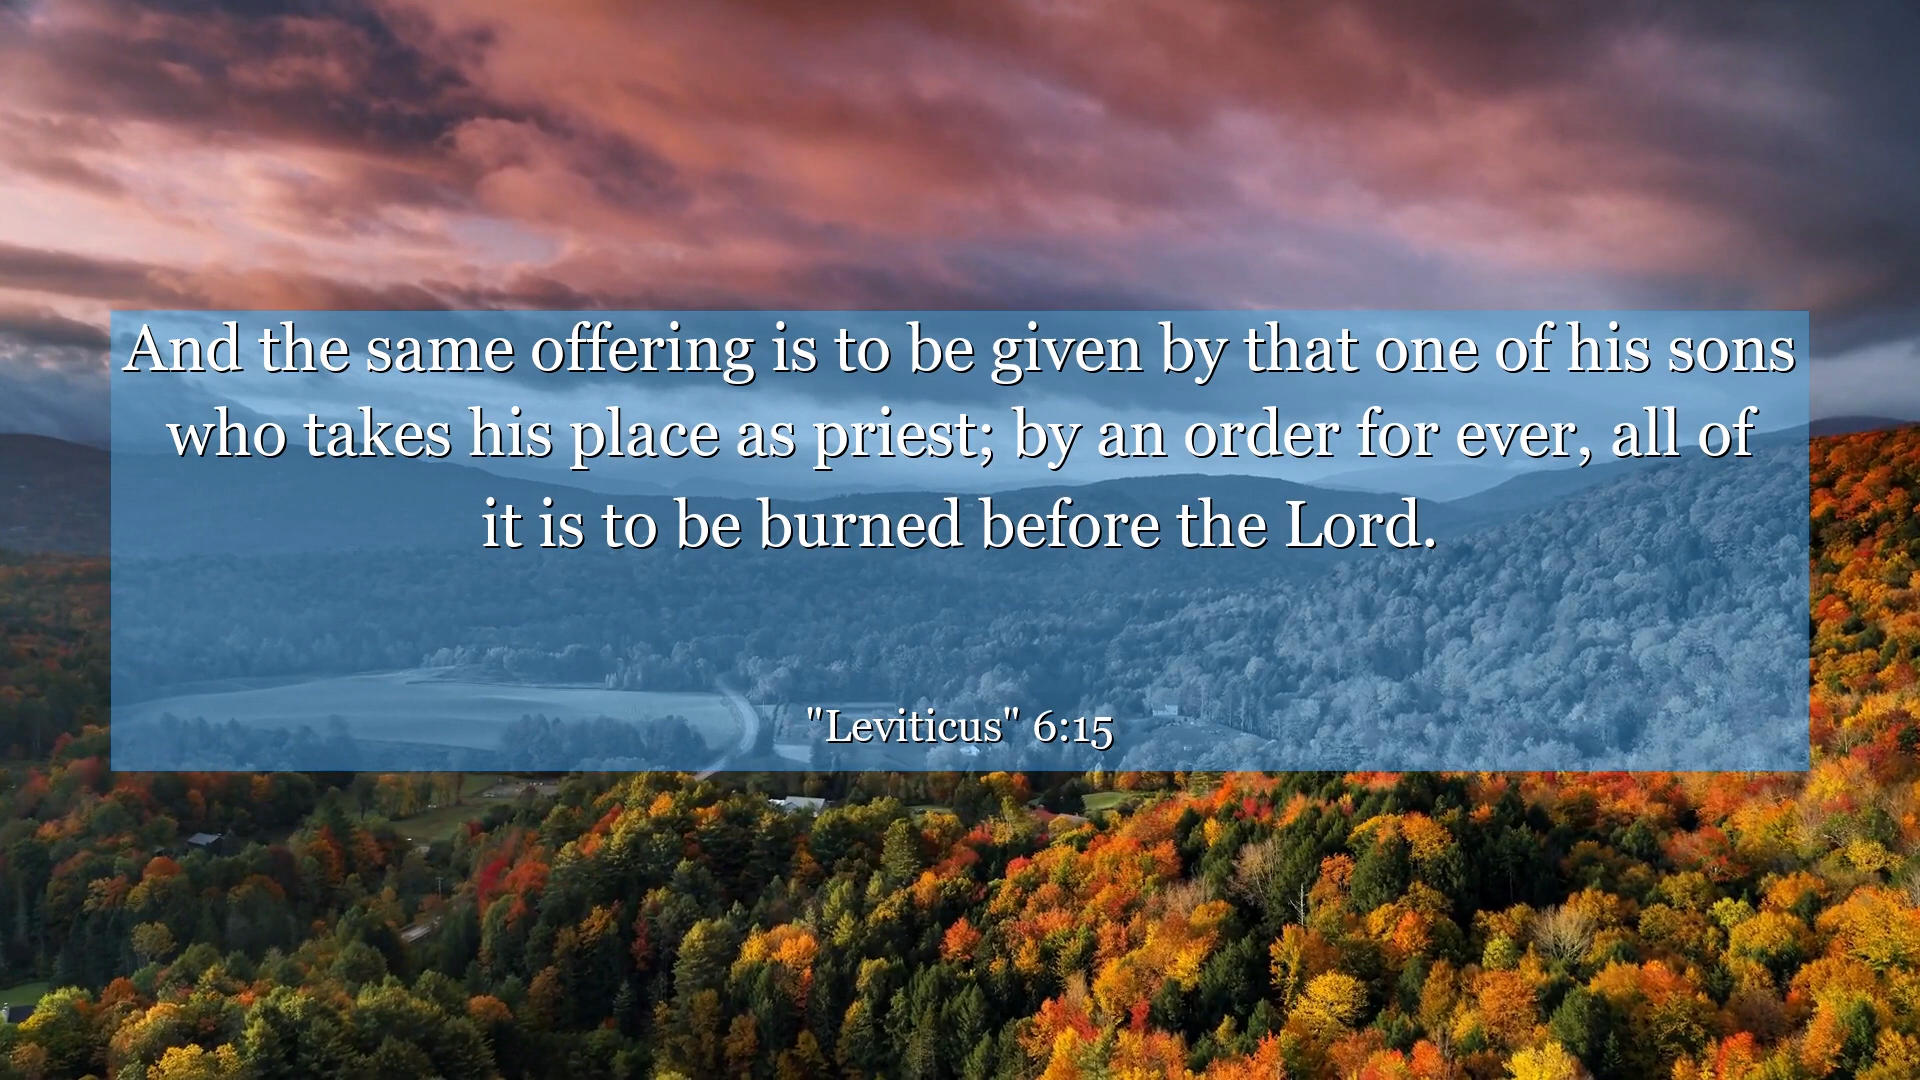 And the same offering is to be given by that one of his sons
who takes his place as priest; by an order for ever, all of
it is to be burned before the Lord.
"Leviticus" 6:15